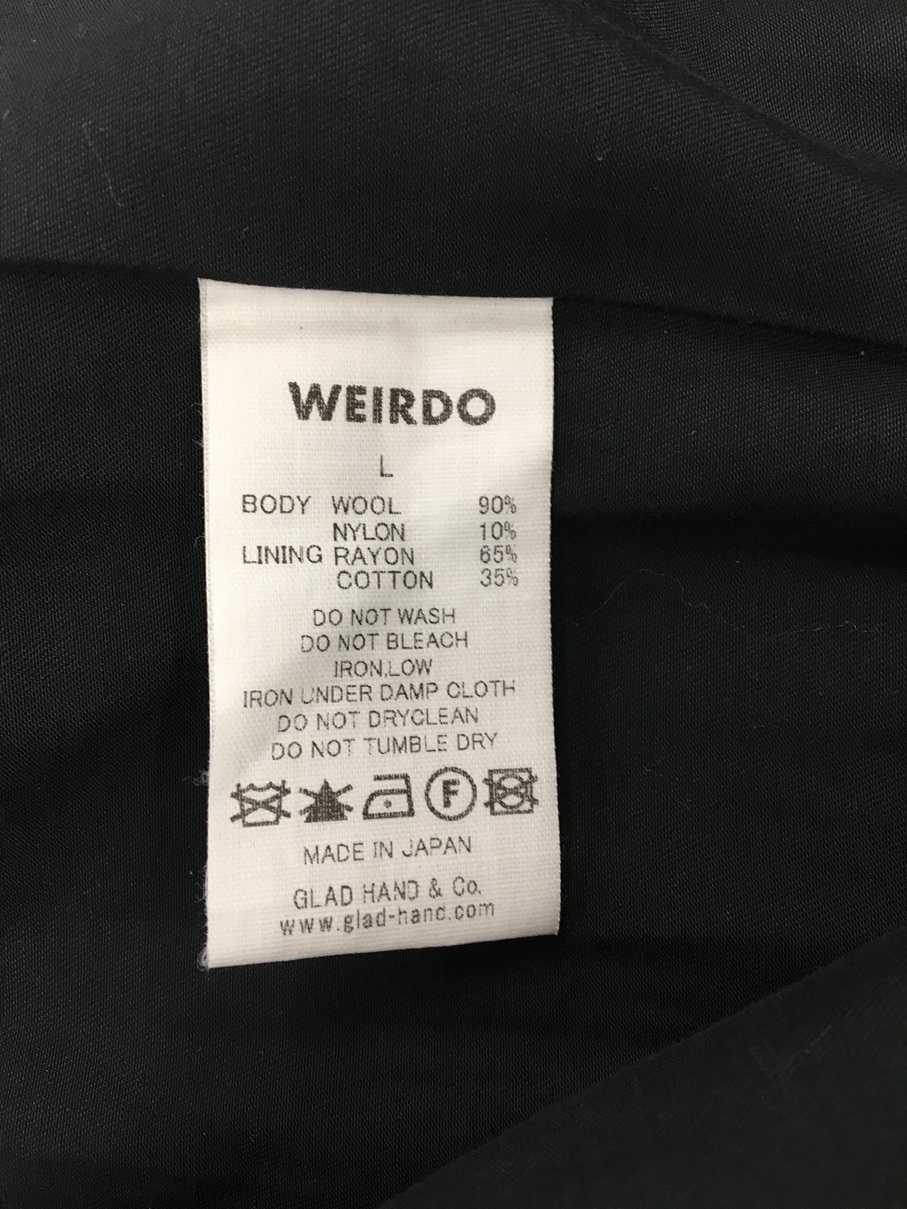 WEIRDO
L
BODY WOOL 90%
NYLON 10%
LINING RAYON 65%
COTTON 35%
DO NOT WASH
DO NOT BLEACH
IRON,LOW
IRON UNDER DAMP CLOTH
DO NOT DRYCLEAN
DO NOT TUMBLE DRY
F
MADE IN JAPAN
GLAD HAND & Co.
www.glad-hand.com